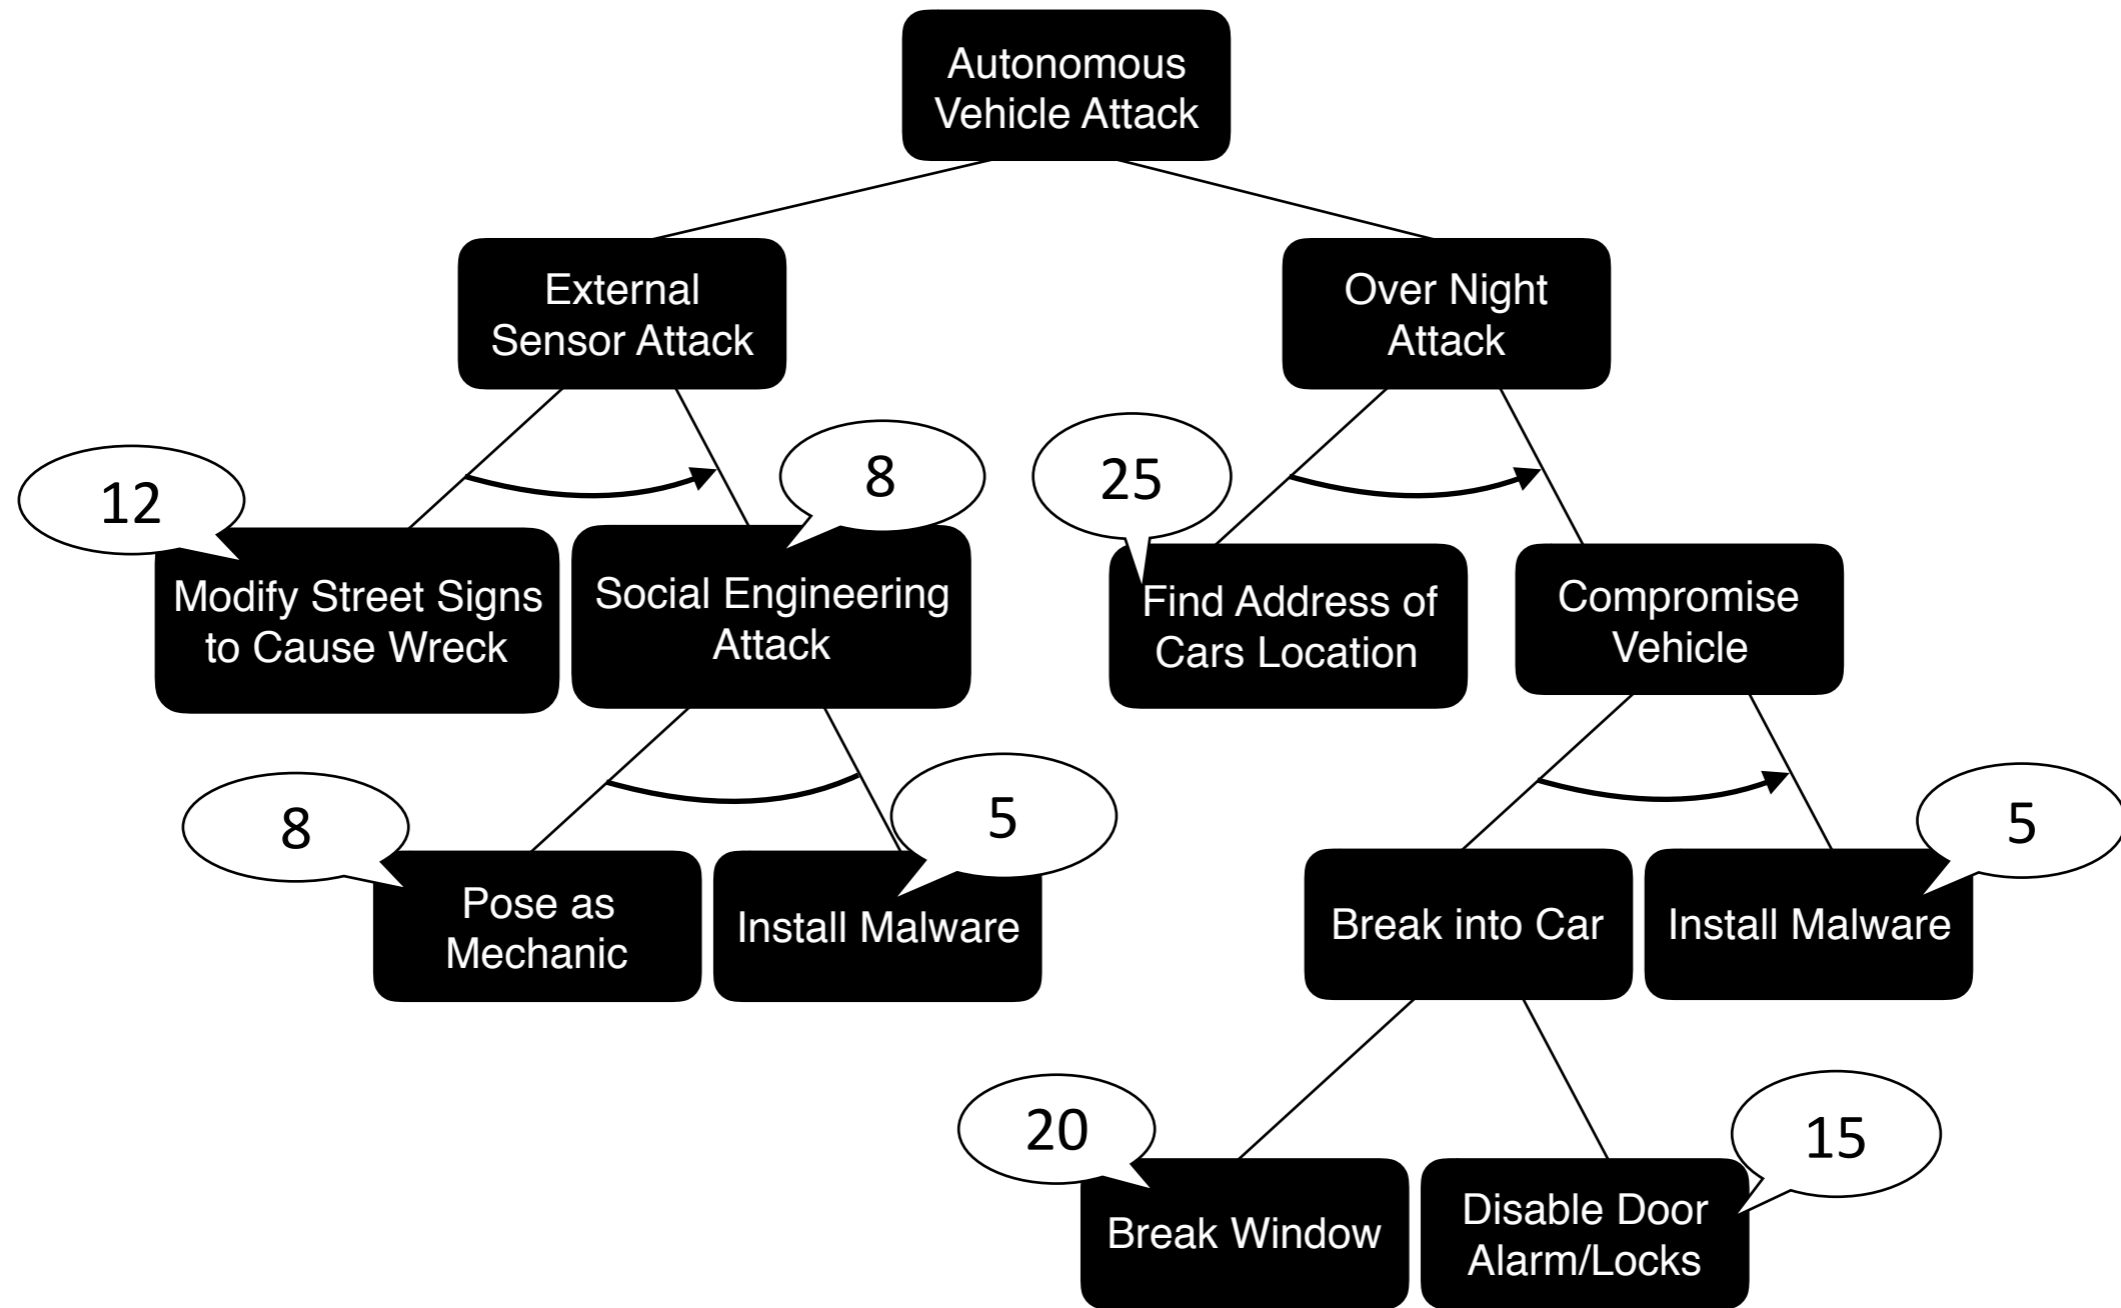 Autonomous
Vehicle Attack
External
Sensor Attack
Over Night
Attack
12
8
25
Modify Street Signs
to Cause Wreck
Social Engineering
Attack
Find Address of
Cars Location
Compromise
Vehicle
8
5
5
Pose as
Mechanic
Install Malware
Break into Car
Install Malware
20
15
Break Window
Disable Door
Alarm/Locks